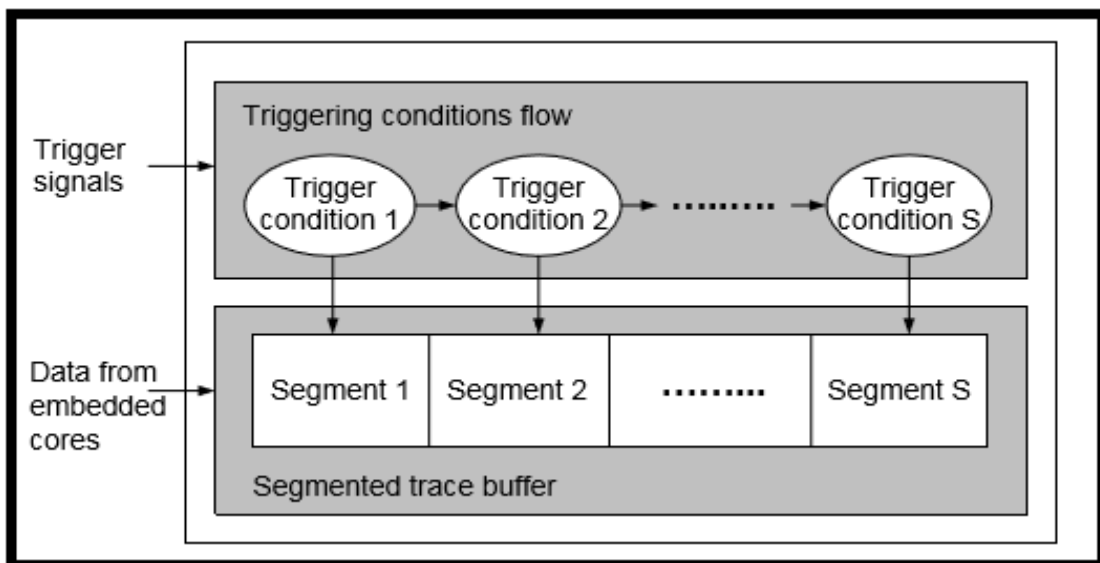 Triggering conditions flow
Trigger
signals
Trigger
condition 1
Trigger
condition 2
..........
Trigger
condition S
Data from
embedded
cores
Segment 1
Segment 2
..........
Segment S
Segmented trace buffer